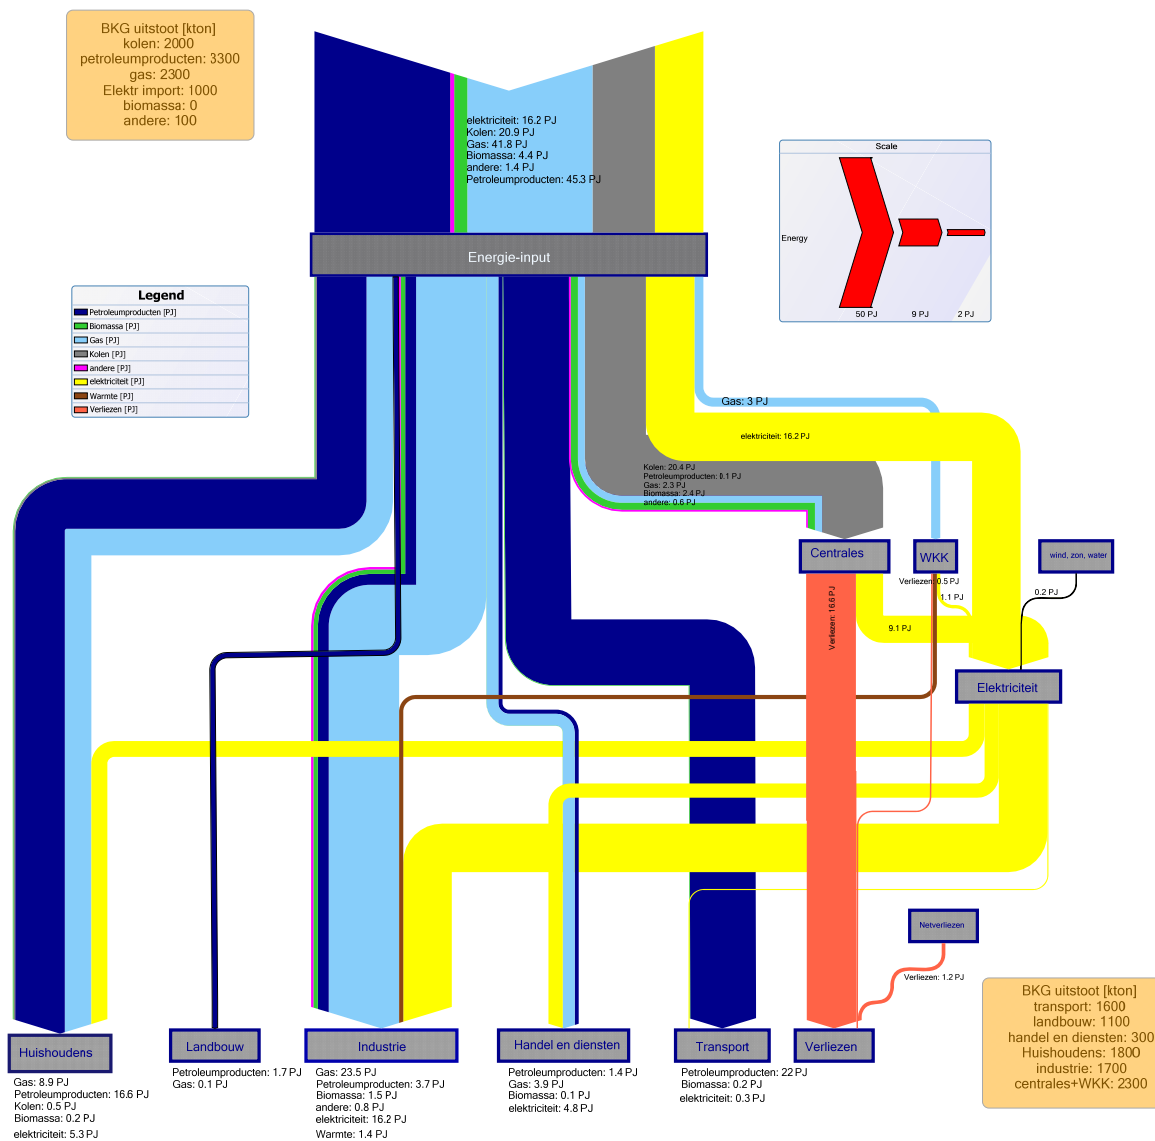 BKG uitstoot [kton]
kolen: 2000
petroleumproducten: 3300
gas: 2300
Elektr import: 1000
biomassa: 0
andere: 100
elektriciteit: 16.2 PJ
Kolen: 20.9 PJ
Gas: 41.8 PJ
Biomassa: 4.4 PJ
andere: 1.4 PJ
Petroleumproducten: 45.3 PJ
Scale
Energy
50 PJ
9 PJ
2 PJ
Energie-input
Legend
Petroleumproducten [PJ]
Biomassa [PJ]
Gas [PJ]
Kolen [PJ]
andere [PJ]
elektriciteit [PJ]
Warmte [PJ]
Verliezen [PJ]
Gas: 3 PJ
elektriciteit: 16.2 PJ
Kolen: 20.4 PJ
Petroleumproducten: 0.1 PJ
Gas: 2.3 PJ
Biomassa: 2.4 PJ
andere: 0.6 PJ
Centrales
WKK
wind, zon, water
Verliezen: 0.5 PJ
1.1 PJ
0.2 PJ
Verliezen: 16.6 PJ
9.1 PJ
Elektriciteit
Netverliezen
Verliezen: 1.2 PJ
BKG uitstoot [kton]
transport: 1600
landbouw: 1100
handel en diensten: 300
Huishoudens: 1800
industrie: 1700
centrales+WKK: 2300
Huishoudens
Gas: 8.9 PJ
Petroleumproducten: 16.6 PJ
Kolen: 0.5 PJ
Biomassa: 0.2 PJ
elektriciteit: 5.3 PJ
Landbouw
Petroleumproducten: 1.7 PJ
Gas: 0.1 PJ
Industrie
Gas: 23.5 PJ
Petroleumproducten: 3.7 PJ
Biomassa: 1.5 PJ
andere: 0.8 PJ
elektriciteit: 16.2 PJ
Warmte: 1.4 PJ
Handel en diensten
Petroleumproducten: 1.4 PJ
Gas: 3.9 PJ
Biomassa: 0.1 PJ
elektriciteit: 4.8 PJ
Transport
Petroleumproducten: 22 PJ
Biomassa: 0.2 PJ
elektriciteit: 0.3 PJ
Verliezen